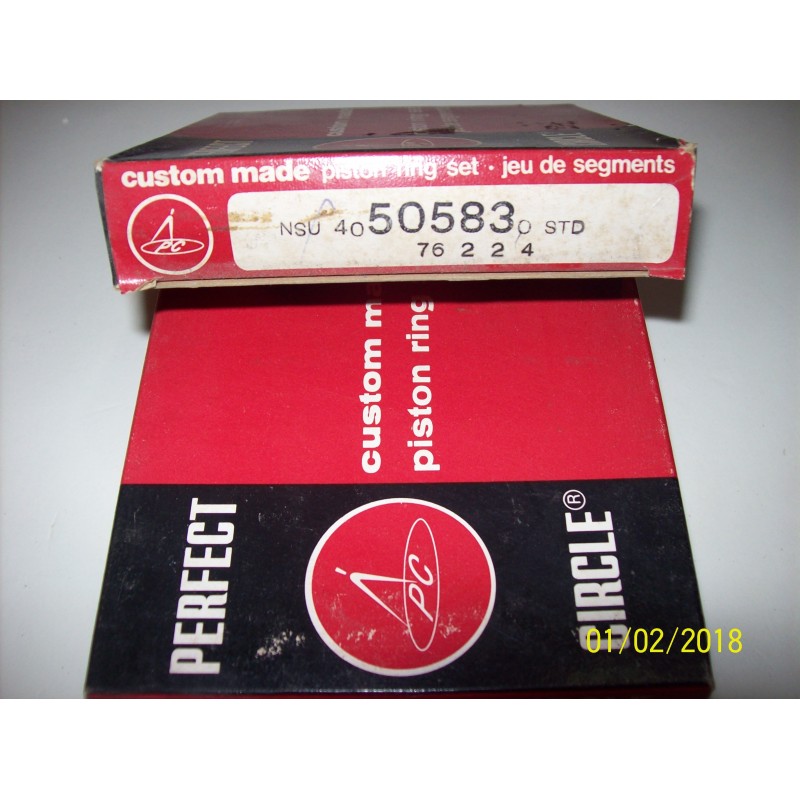 custom made piston ring set · jeu de segments
PC
NSU 40 50583 0 STD
76 2 2 4
custom m
piston ring
PERFECT
PC
CIRCLE®
01/02/2018